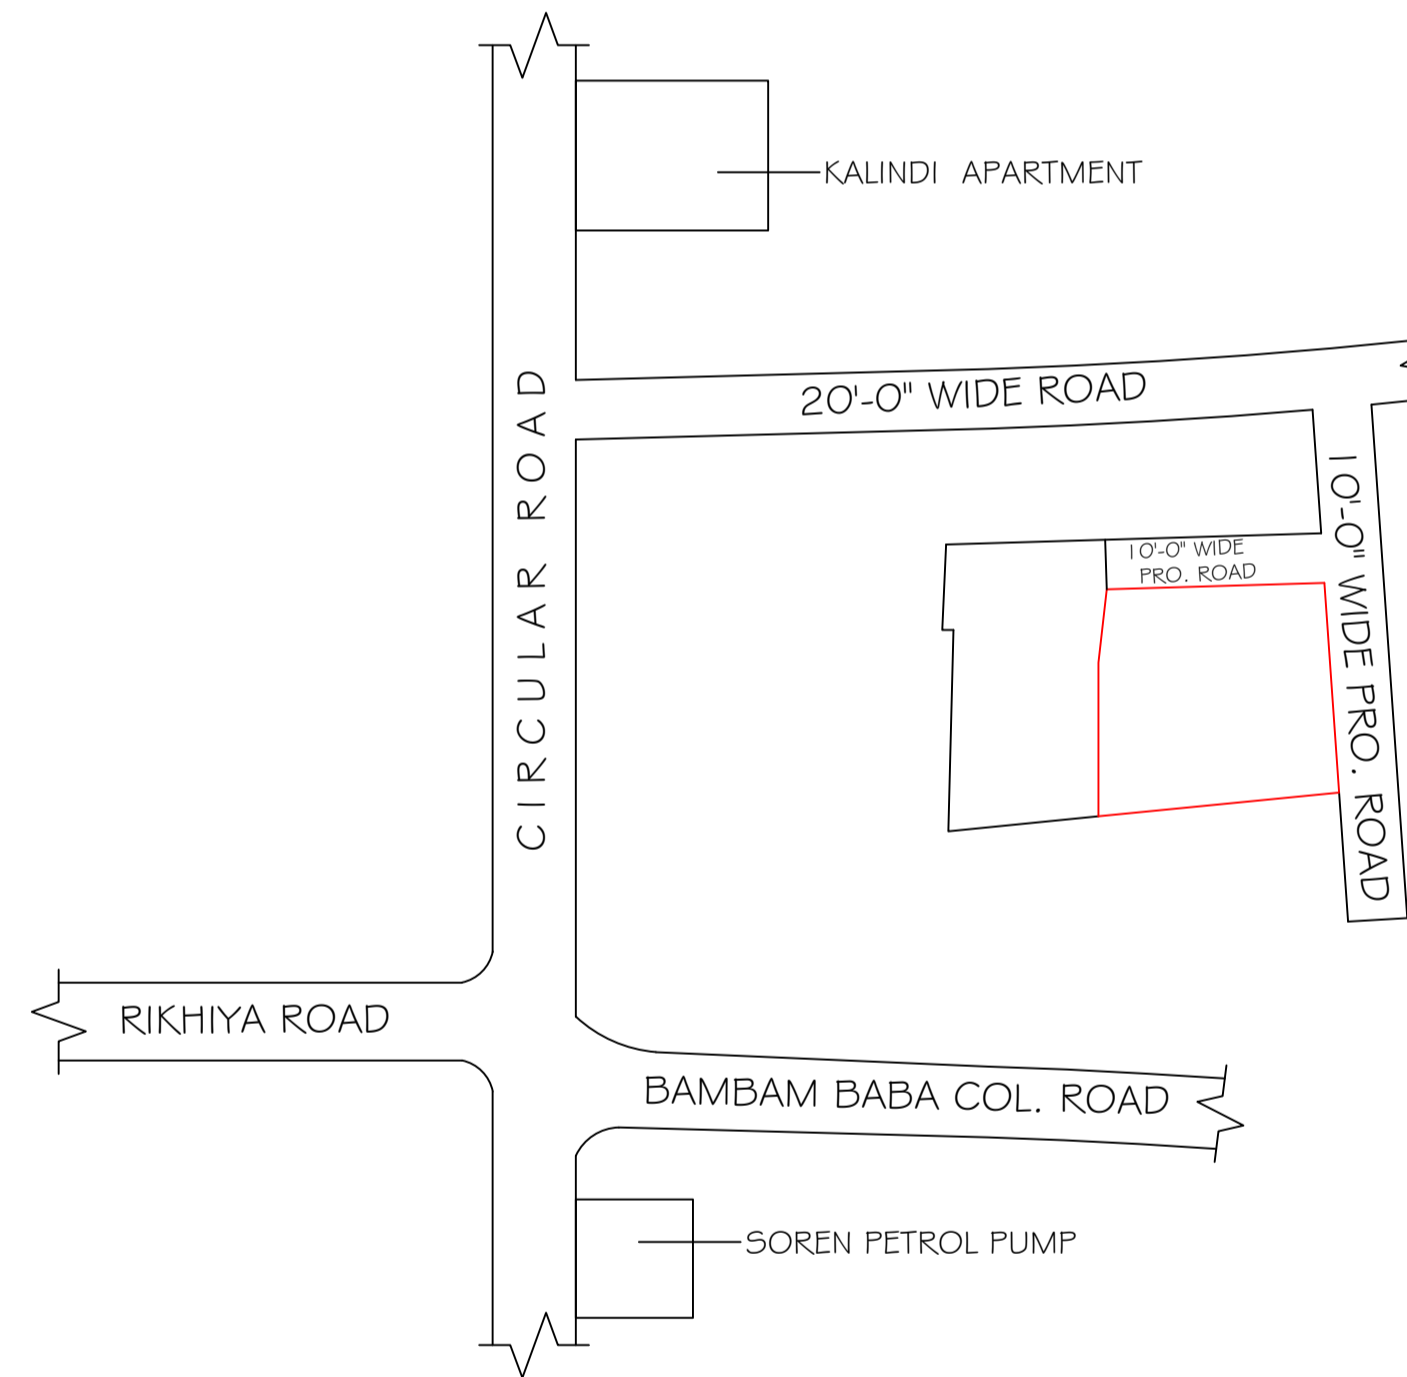 KALINDI APARTMENT
20'-0" WIDE ROAD
CIRCULAR ROAD
10'-0" WIDE
PRO. ROAD
10'-0" WIDE PRO. ROAD
RIKHIYA ROAD
BAMBAM BABA COL. ROAD
SOREN PETROL PUMP